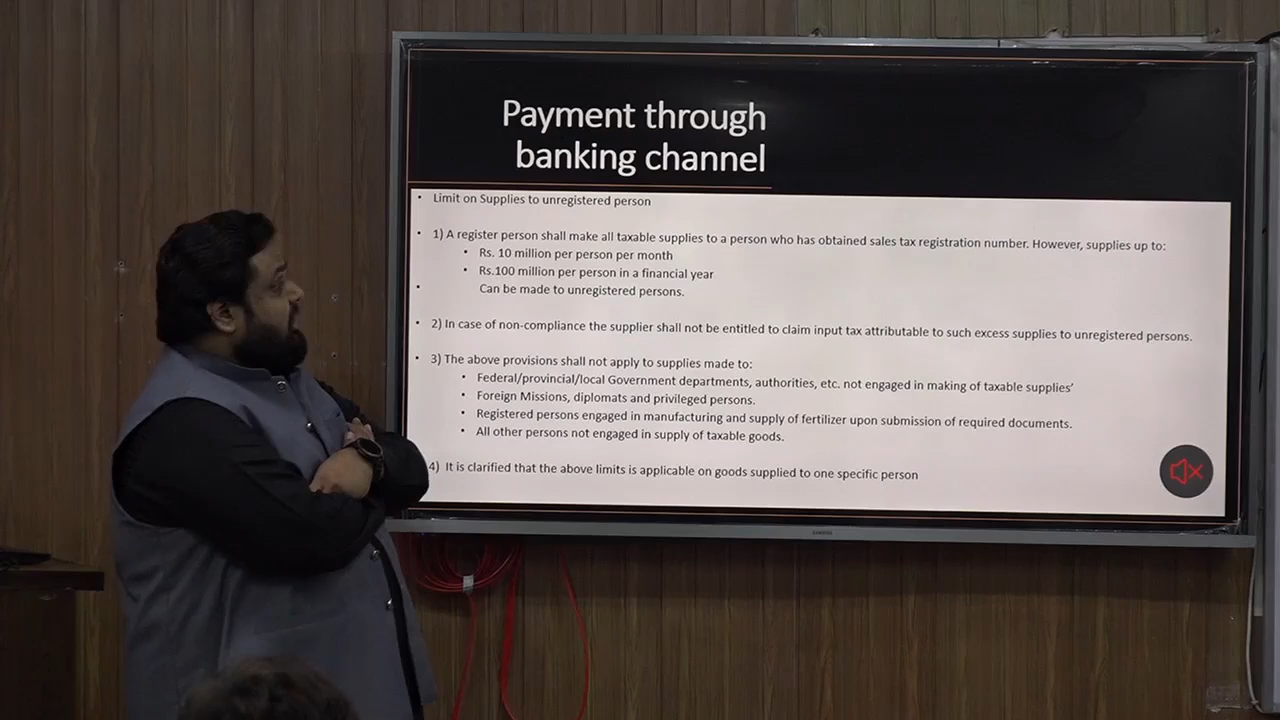 Payment through
banking channel
• Limit on Supplies to unregistered person
• 1) A register person shall make all taxable supplies to a person who has obtained sales tax registration number. However, supplies up to:
• Rs. 10 million per person per month
• Rs.100 million per person in a financial year
• Can be made to unregistered persons.
• 2) In case of non-compliance the supplier shall not be entitled to claim input tax attributable to such excess supplies to unregistered persons.
• 3) The above provisions shall not apply to supplies made to:
• Federal/provincial/local Government departments, authorities, etc. not engaged in making of taxable supplies’
• Foreign Missions, diplomats and privileged persons.
• Registered persons engaged in manufacturing and supply of fertilizer upon submission of required documents.
• All other persons not engaged in supply of taxable goods.
4) It is clarified that the above limits is applicable on goods supplied to one specific person